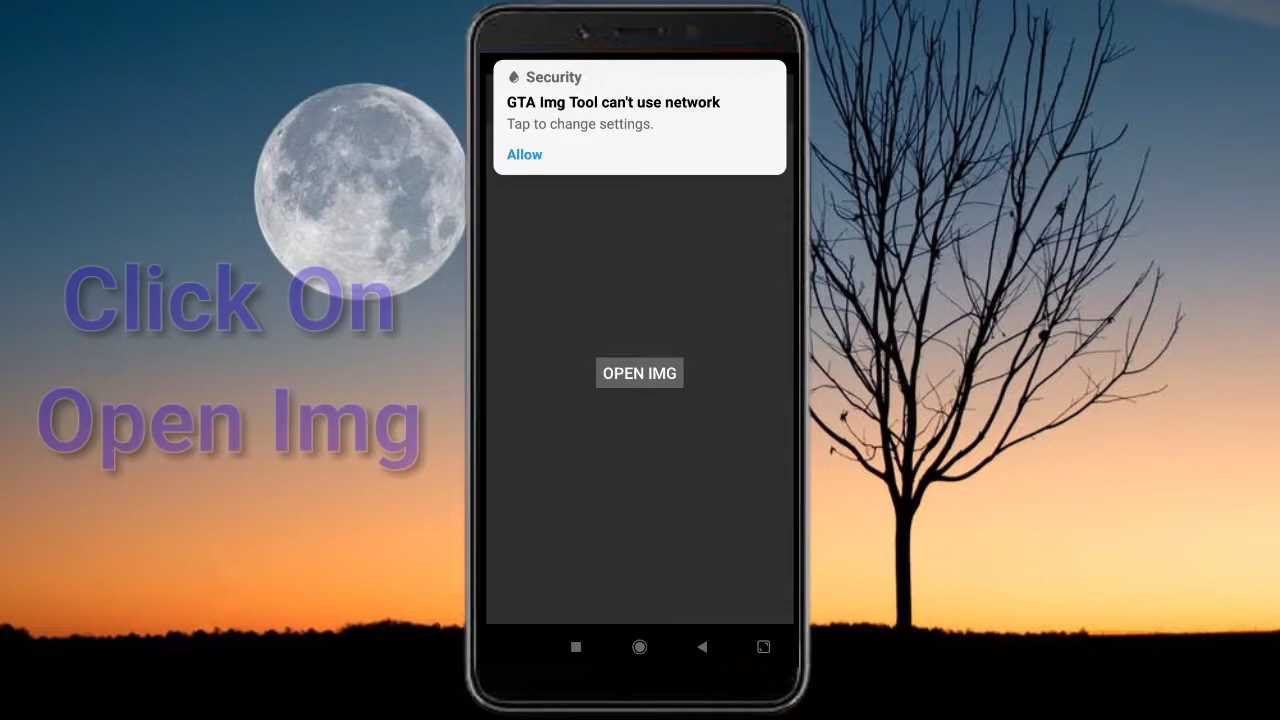 Security
GTA Img Tool can't use network
Tap to change settings.
Allow
Click On
Open Img
OPEN IMG